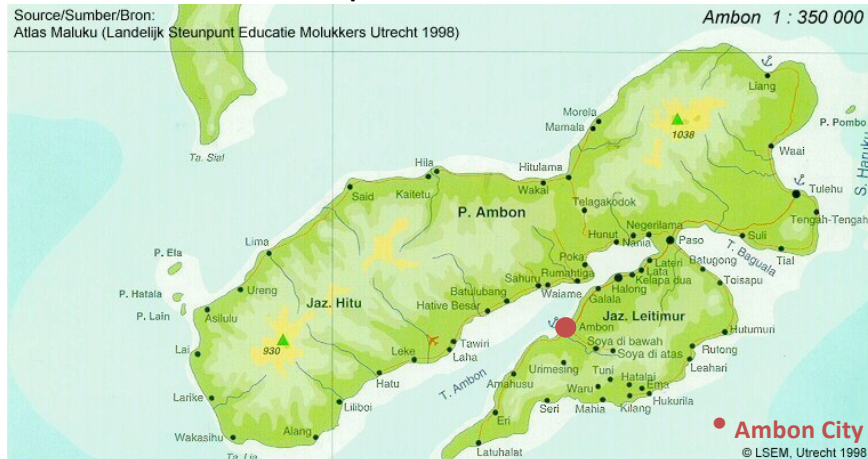 Source/Sumber/Bron:
Atlas Maluku (Landelijk Steunpunt Educatie Molukkers Utrecht 1998)
Ambon 1 : 350 000
Liang
Morela
Mamala
1038
P. Pombo
Ta. Sial
Waai
S. Haruku
Hila
Hitulama
Kaitetu
Wakal
Said
Tulehu
P. Ambon
Telagakodok
Tengah-Tengah
Negerilama
Hunut
Nania
Paso
Suli
Lima
T. Baguala
Tial
P. Ela
Poka
Lateri
Batugong
Rumahtiga
Lata
Toisapu
Sahuru
Kelapa dua
P. Hatala
Ureng
Batulubang
Waiame
Halong
Galala
Jaz. Hitu
Hative Besar
P. Lain
Asilulu
Jaz. Leitimur
Ambon
Hutumuri
Soya di bawah
Tawiri
Rutong
930
Laha
Soya di atas
Lai
Leke
Leahari
Urimesing
Tuni
Hatalai
Hatu
T. Ambon
Amahusu
Waru
Ema
Larike
Liliboi
Seri
Mahia
Kilang
Hukurila
Eri
Wakasihu
Alang
Ambon City
Latuhalat
Ta. Lia
© LSEM, Utrecht 1998